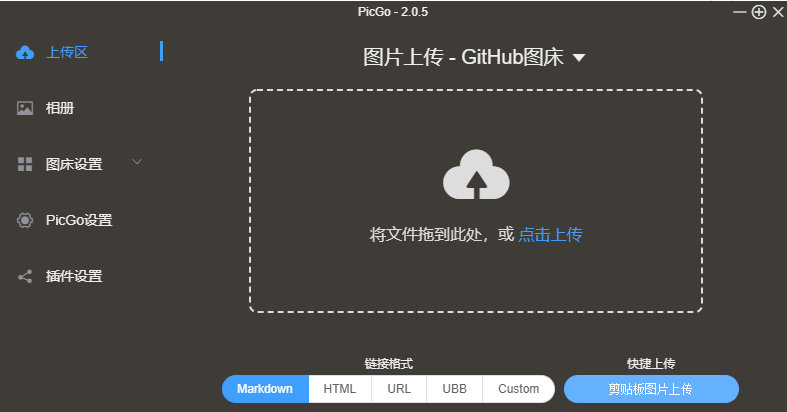 PicGo - 2.0.5
上传区
相册
图床设置
PicGo设置
插件设置
图片上传 - GitHub图床
将文件拖到此处，或 点击上传
链接格式
Markdown HTML URL UBB Custom
快捷上传
剪贴板图片上传